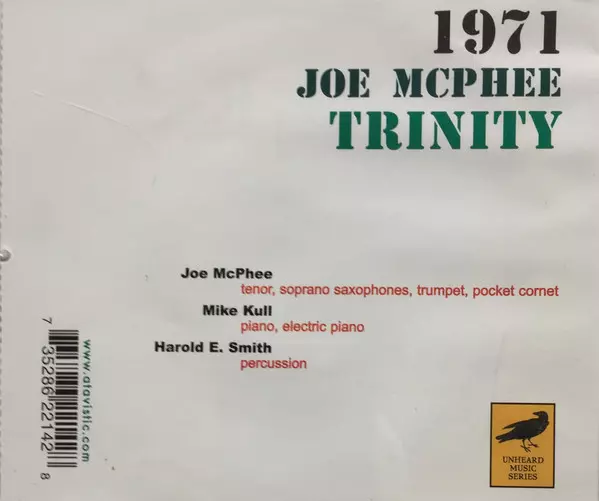 1971
JOE MCPHEE
TRINITY
Joe McPhee
tenor, soprano saxophones, trumpet, pocket cornet
Mike Kull
piano, electric piano
Harold E. Smith
percussion
www.atavistic.com
7 35286 22142 8
UNHEARD
MUSIC
SERIES